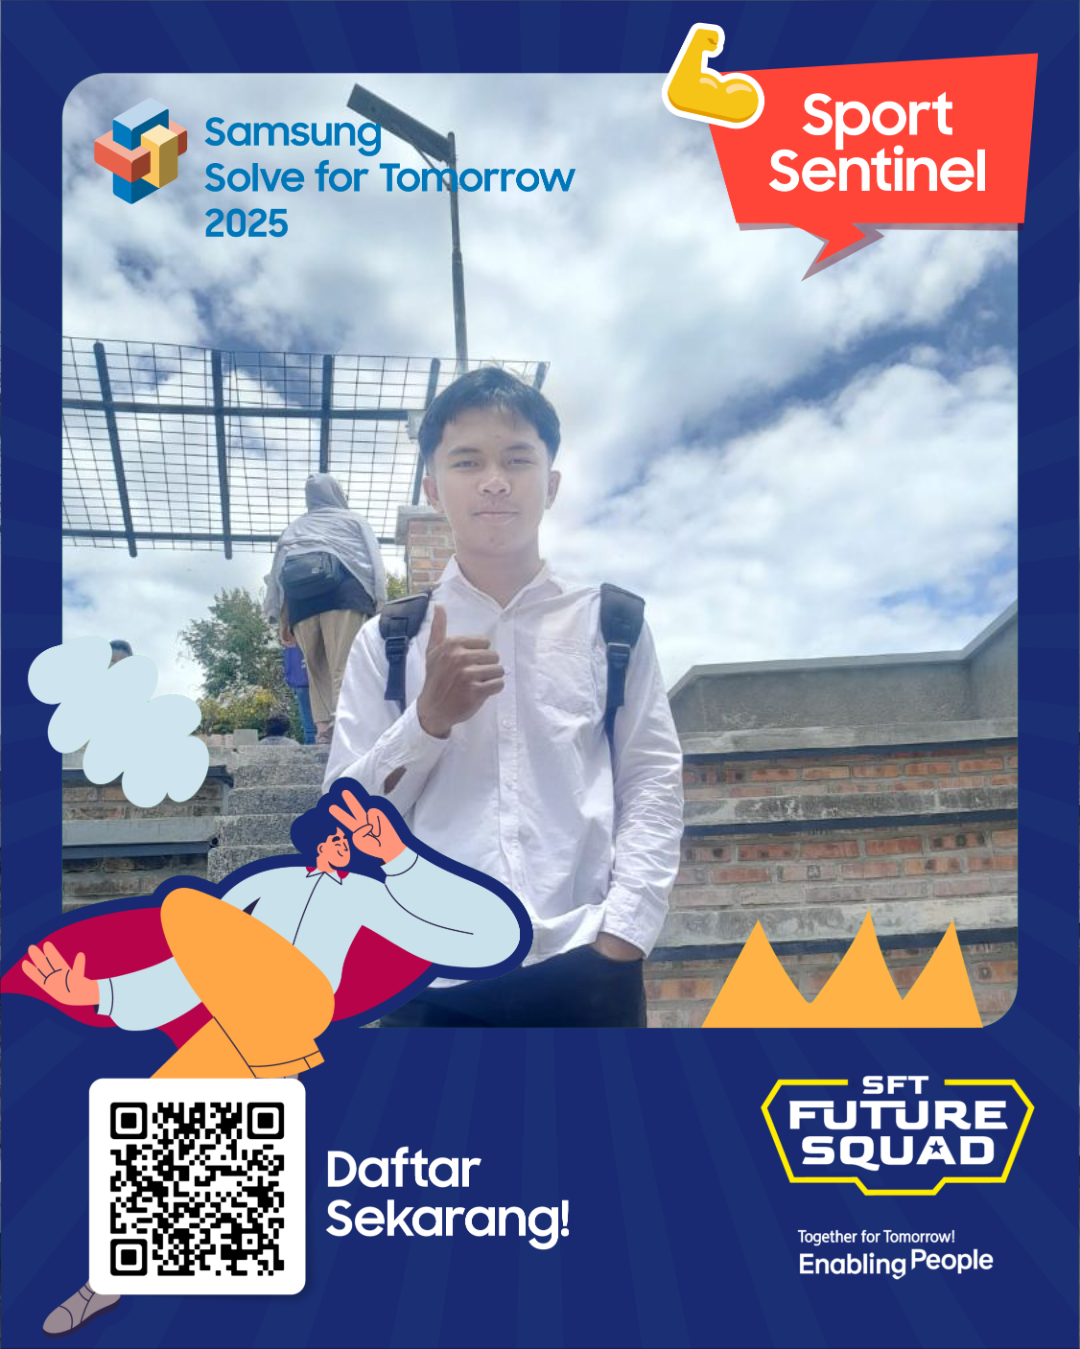 Samsung
Solve for Tomorrow
2025
Sport
Sentinel
Daftar
Sekarang!
SFT
FUTURE
SQUAD
Together for Tomorrow!
Enabling People